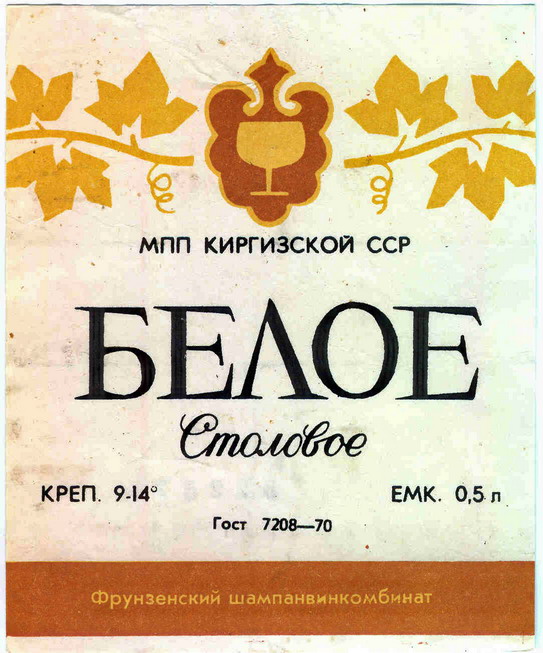 МПП КИРГИЗСКОЙ ССР
БЕЛОЕ
Столовое
КРЕП. 9-14° ЕМК. 0,5 л
Гост 7208—70
Фрунзенский шампанвинкомбинат